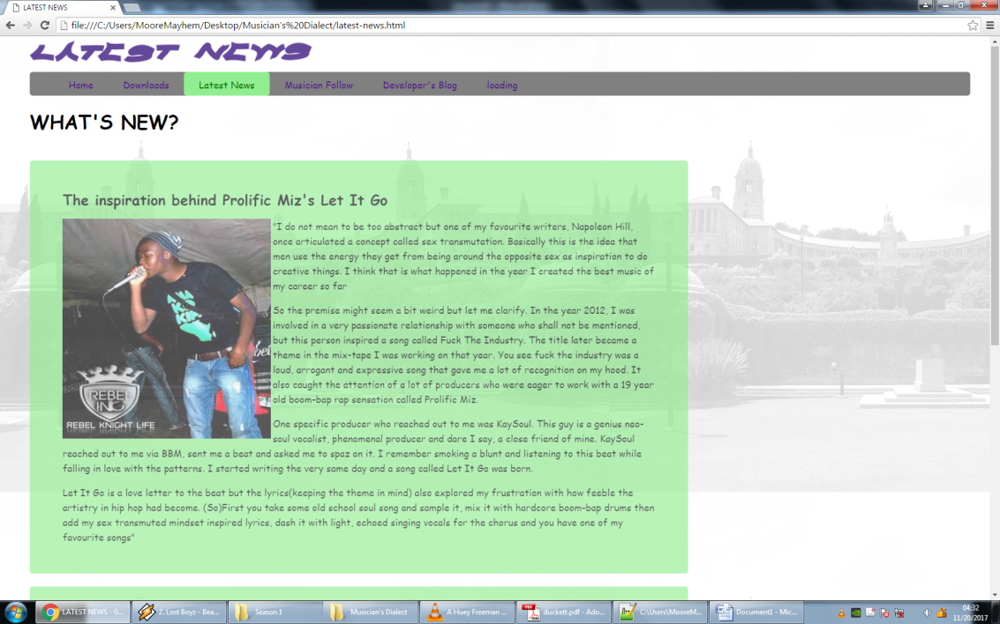 LATEST NEWS
file:///C:/Users/MooreMayhem/Desktop/Musician's%20Dialect/latest-news.html
LATEST NEWS
Home Downloads Latest News Musician Follow Developer's Blog loading
WHAT'S NEW?
The inspiration behind Prolific Miz's Let It Go
"I do not mean to be too abstract but one of my favourite writers, Napoleon Hill,
once articulated a concept called sex transmutation. Basically this is the idea that
men use the energy they get from being around the opposite sex as inspiration to do
creative things. I think that is what happened in the year I created the best music of
my career so far
So the premise might seem a bit weird but let me clarify. In the year 2012, I was
involved in a very passionate relationship with someone who shall not be mentioned,
but this person inspired a song called Fuck The Industry. The title later became a
theme in the mix-tape I was working on that year. You see fuck the industry was a
loud, arrogant and expressive song that gave me a lot of recognition on my hood. It
also caught the attention of a lot of producers who were eager to work with a 19 year
old boom-bap rap sensation called Prolific Miz.
REBEL
INC
REBEL KNIGHT LIFE
One specific producer who reached out to me was KaySoul. This guy is a genius neo-
soul vocalist, phenomenal producer and dare I say, a close friend of mine. KaySoul
reached out to me via BBM, sent me a beat and asked me to spaz on it. I remember smoking a blunt and listening to this beat while
falling in love with the patterns. I started writing the very same day and a song called Let It Go was born.
Let It Go is a love letter to the beat but the lyrics(keeping the theme in mind) also explored my frustration with how feeble the
artistry in hip hop had become. (So)First you take some old school soul song and sample it, mix it with hardcore boom-bap drums then
add my sex transmuted mindset inspired lyrics, dash it with light, echoed singing vocals for the chorus and you have one of my
favourite songs"
LATEST NEWS - G... 2. Lost Boyz - Bea... Season 1 Musician's Dialect A Huey Freeman ... duckett.pdf - Ado... C:\Users\MooreM... Document1 - Mic... 04:32
11/20/2017